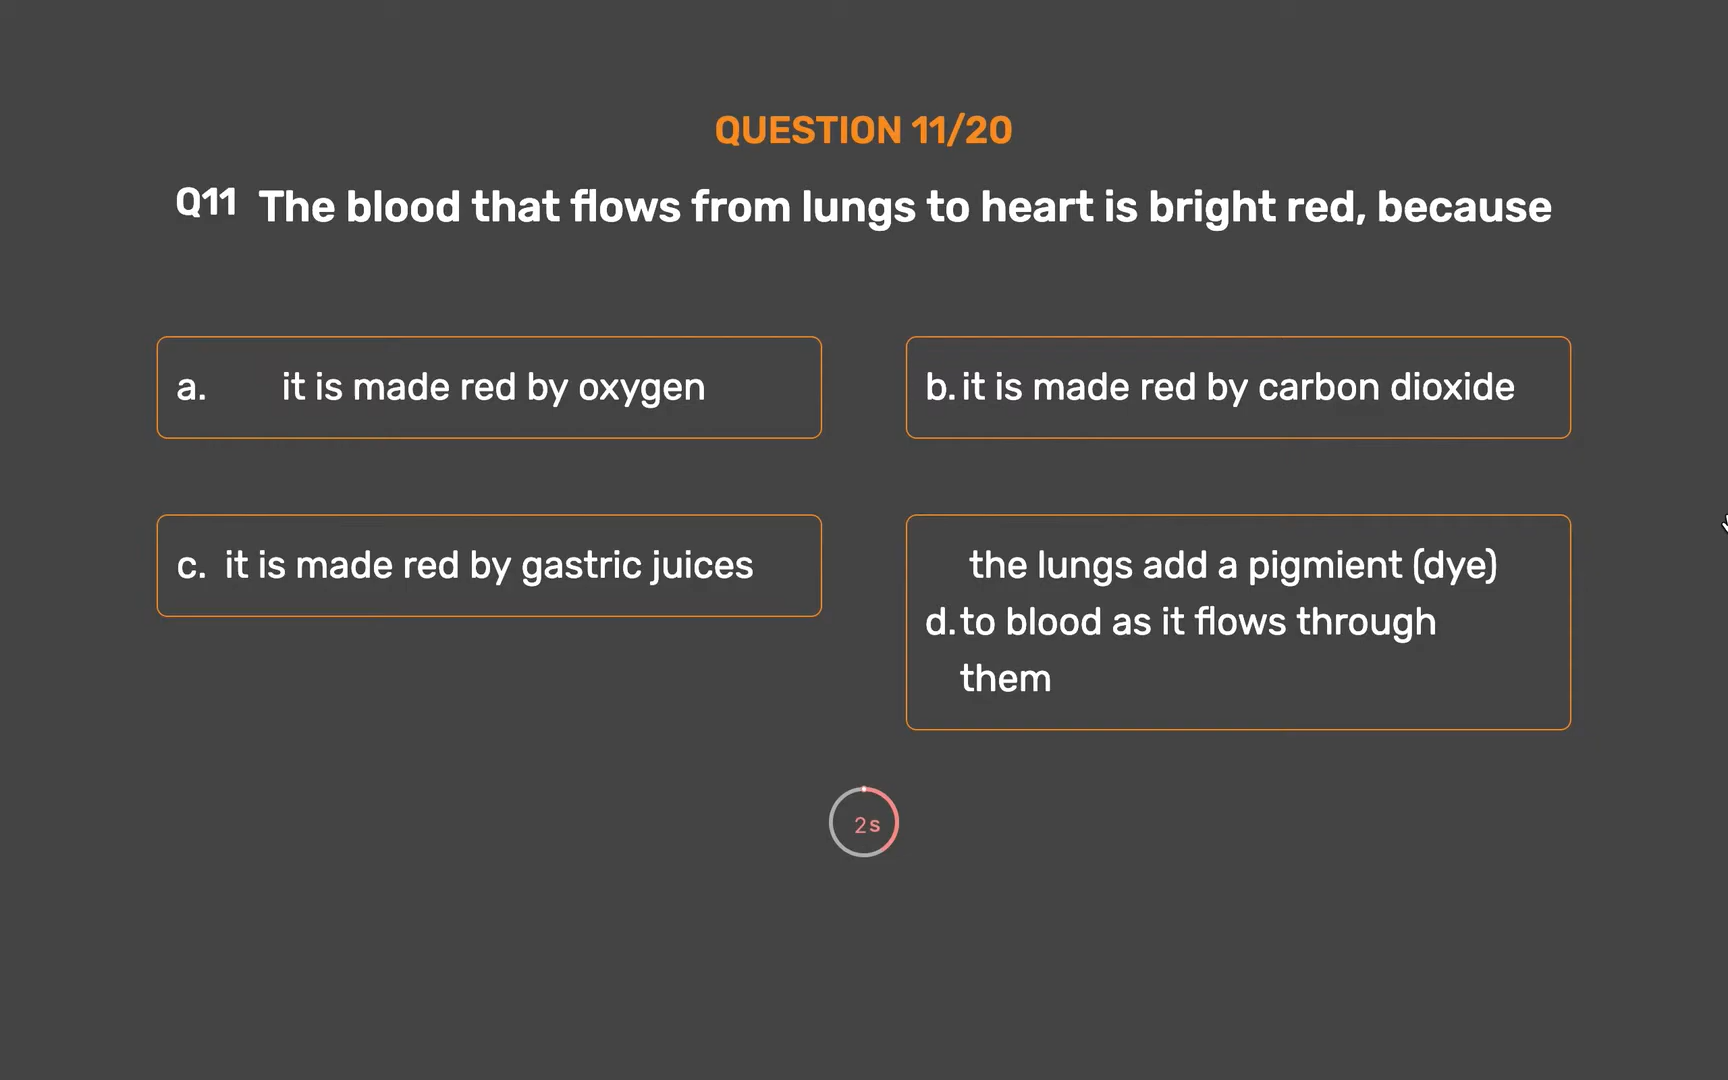 QUESTION 11/20
Q11 The blood that flows from lungs to heart is bright red, because
a. it is made red by oxygen
b. it is made red by carbon dioxide
c. it is made red by gastric juices
the lungs add a pigmient (dye)
d. to blood as it flows through
them
2s